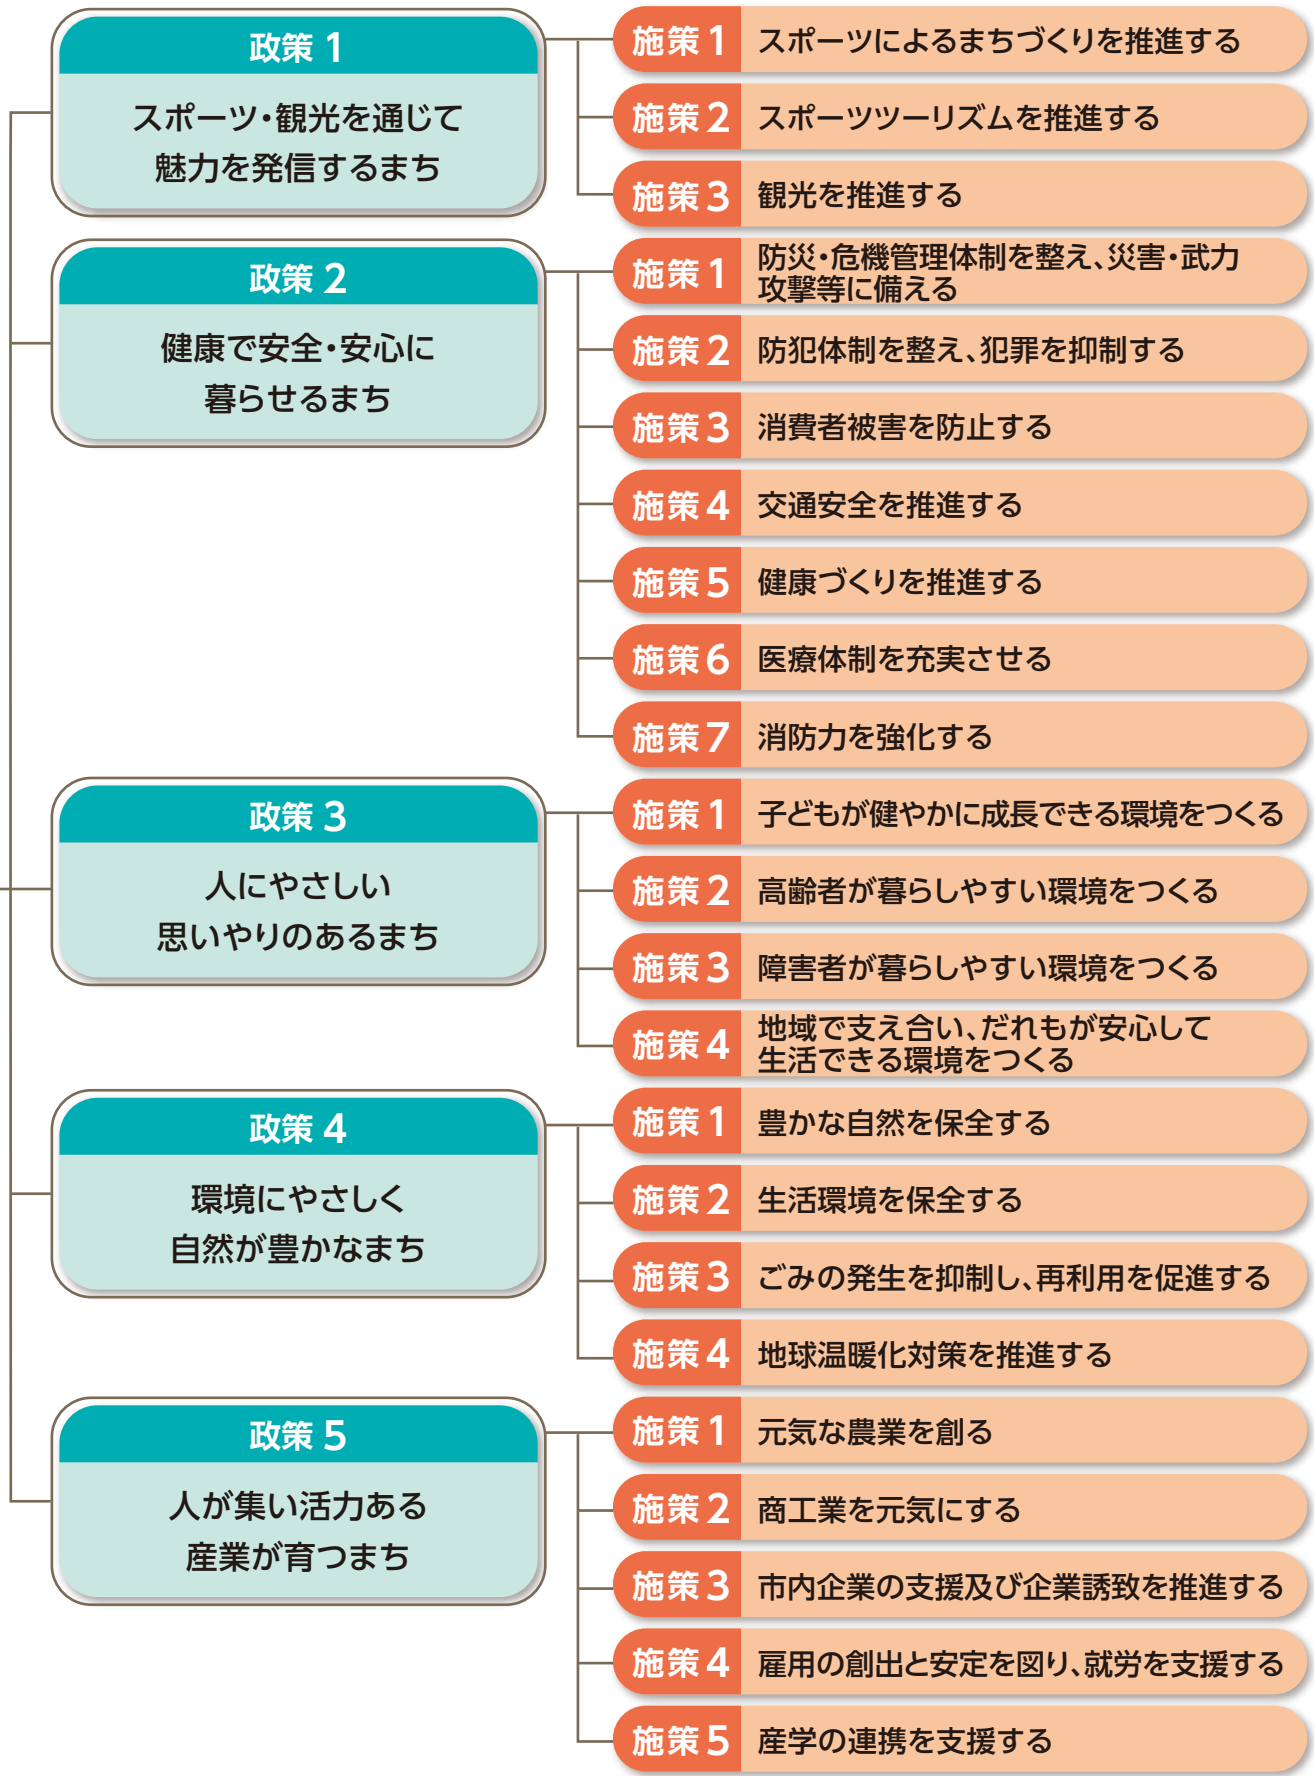 政策 1
スポーツ・観光を通じて
魅力を発信するまち
施策 1 スポーツによるまちづくりを推進する
施策 2 スポーツツーリズムを推進する
施策 3 観光を推進する
政策 2
健康で安全・安心に
暮らせるまち
施策 1 防災・危機管理体制を整え、災害・武力
攻撃等に備える
施策 2 防犯体制を整え、犯罪を抑制する
施策 3 消費者被害を防止する
施策 4 交通安全を推進する
施策 5 健康づくりを推進する
施策 6 医療体制を充実させる
施策 7 消防力を強化する
政策 3
人にやさしい
思いやりのあるまち
施策 1 子どもが健やかに成長できる環境をつくる
施策 2 高齢者が暮らしやすい環境をつくる
施策 3 障害者が暮らしやすい環境をつくる
施策 4 地域で支え合い、だれもが安心して
生活できる環境をつくる
政策 4
環境にやさしく
自然が豊かなまち
施策 1 豊かな自然を保全する
施策 2 生活環境を保全する
施策 3 ごみの発生を抑制し、再利用を促進する
施策 4 地球温暖化対策を推進する
政策 5
人が集い活力ある
産業が育つまち
施策 1 元気な農業を創る
施策 2 商工業を元気にする
施策 3 市内企業の支援及び企業誘致を推進する
施策 4 雇用の創出と安定を図り、就労を支援する
施策 5 産学の連携を支援する